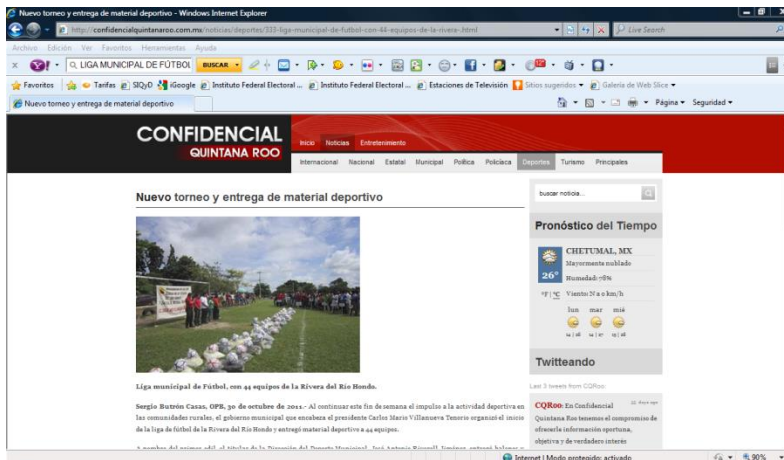 Nuevo torneo y entrega de material deportivo - Windows Internet Explorer
http://confidencialquintanaroo.com.mx/noticias/deportes/333-liga-municipal-de-futbol-con-44-equipos-de-la-rivera-.html
Live Search
Archivo Edición Ver Favoritos Herramientas Ayuda
LIGA MUNICIPAL DE FÚTBOL BUSCAR
Favoritos Tarifas SIQyD iGoogle Instituto Federal Electoral ... Instituto Federal Electoral ... Estaciones de Televisión Sitios sugeridos Galería de Web Slice
Nuevo torneo y entrega de material deportivo
Página Seguridad
CONFIDENCIAL
QUINTANA ROO
Inicio Noticias Entretenimiento
Internacional Nacional Estatal Municipal Política Policiaca Deportes Turismo Principales
Nuevo torneo y entrega de material deportivo
Liga municipal de Fútbol, con 44 equipos de la Rivera del Río Hondo.
Sergio Butrón Casas, OPB, 30 de octubre de 2011.- Al continuar este fin de semana el impulso a la actividad deportiva en
las comunidades rurales, el gobierno municipal que encabeza el presidente Carlos Mario Villanueva Tenorio organizó el inicio
de la liga de fútbol de la Rivera del Río Hondo y entregó material deportivo a 44 equipos.
buscar noticia...
Pronóstico del Tiempo
CHETUMAL, MX
Mayormente nublado
26°
Humedad: 78%
°F | °C Viento: N a 0 km/h
lun mar mié
Twitteando
Last 3 tweets from CQRoo:
CQRoo: En Confidencial
Quintana Roo tenemos el compromiso de
ofrecerle información oportuna,
objetiva y de verdadero interés
Internet | Modo protegido: activado
90%